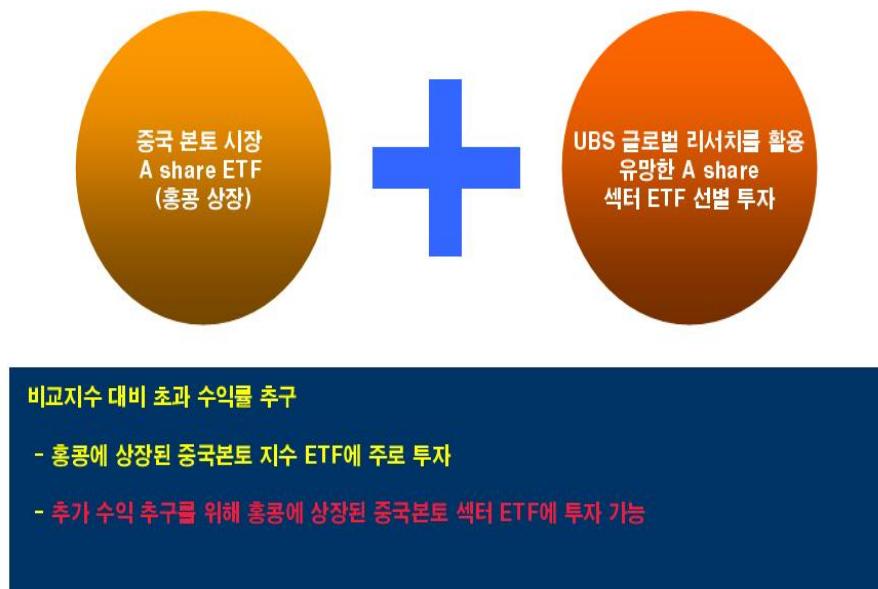 중국 본토 시장
A share ETF
(홍콩 상장)
UBS 글로벌 리서치를 활용
유망한 A share
섹터 ETF 선별 투자
비교지수 대비 초과 수익률 추구
- 홍콩에 상장된 중국본토 지수 ETF에 주로 투자
- 추가 수익 추구를 위해 홍콩에 상장된 중국본토 섹터 ETF에 투자 가능